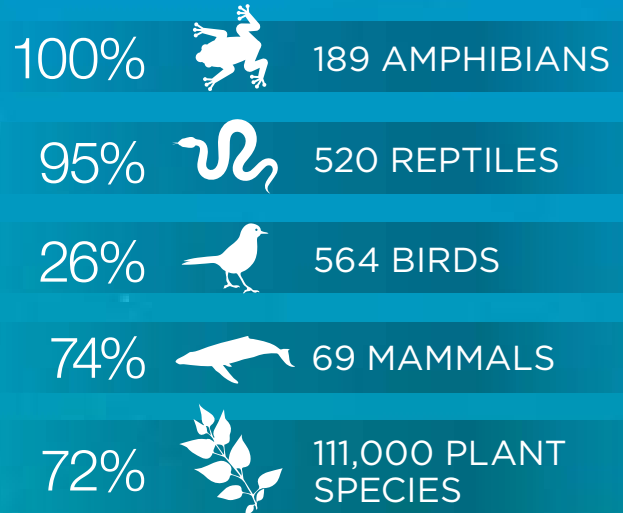 100% 189 AMPHIBIANS
95% 520 REPTILES
26% 564 BIRDS
74% 69 MAMMALS
72% 111,000 PLANT
SPECIES